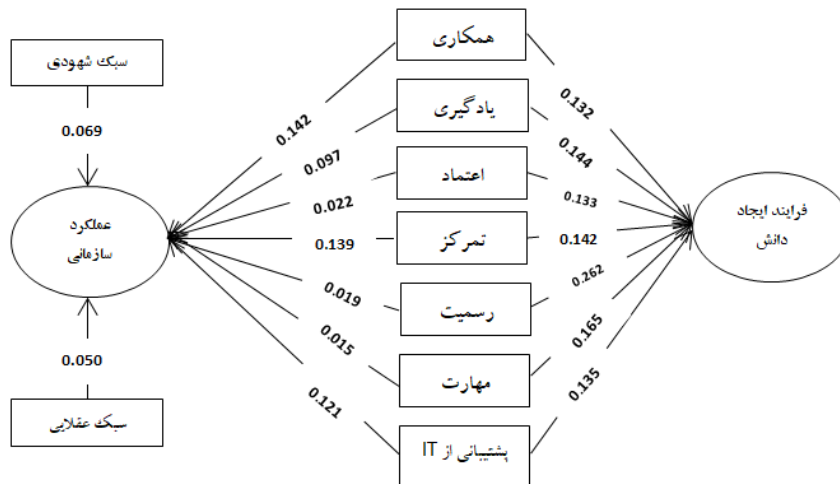 همکاری
سبک شهودی
0.142
0.132
یادگیری
0.069
0.097
0.144
اعتماد
0.022
0.133
عملکرد
سازمانی
تمرکز
0.139
0.142
فرایند ایجاد
دانش
رسمیت
0.019
0.262
0.050
0.015
0.165
مهارت
سبک عقلایی
0.121
0.135
پشتیبانی از IT